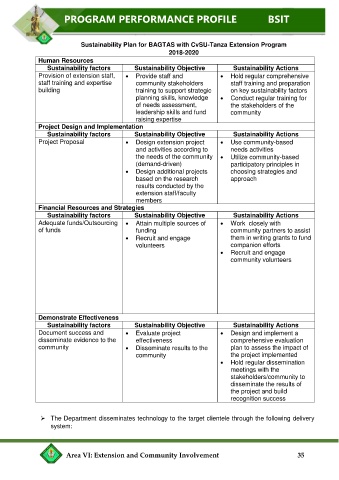 PROGRAM PERFORMANCE PROFILE BSIT
Sustainability Plan for BAGTAS with CvSU-Tanza Extension Program
2018-2020
Human Resources
Sustainability factors Sustainability Objective Sustainability Actions
Provision of extension staff,
staff training and expertise
building
• Provide staff and
community stakeholders
training to support strategic
planning skills, knowledge
of needs assessment,
leadership skills and fund
raising expertise
• Hold regular comprehensive
staff training and preparation
on key sustainability factors
• Conduct regular training for
the stakeholders of the
community
Project Design and Implementation
Sustainability factors Sustainability Objective Sustainability Actions
Project Proposal
• Design extension project
and activities according to
the needs of the community
(demand-driven)
• Design additional projects
based on the research
results conducted by the
extension staff/faculty
members
• Use community-based
needs activities
• Utilize community-based
participatory principles in
choosing strategies and
approach
Financial Resources and Strategies
Sustainability factors Sustainability Objective Sustainability Actions
Adequate funds/Outsourcing
of funds
• Attain multiple sources of
funding
• Recruit and engage
volunteers
• Work closely with
community partners to assist
them in writing grants to fund
companion efforts
• Recruit and engage
community volunteers
Demonstrate Effectiveness
Sustainability factors Sustainability Objective Sustainability Actions
Document success and
disseminate evidence to the
community
• Evaluate project
effectiveness
• Disseminate results to the
community
• Design and implement a
comprehensive evaluation
plan to assess the impact of
the project implemented
• Hold regular dissemination
meetings with the
stakeholders/community to
disseminate the results of
the project and build
recognition success
➢ The Department disseminates technology to the target clientele through the following delivery
system:
Area VI: Extension and Community Involvement 35